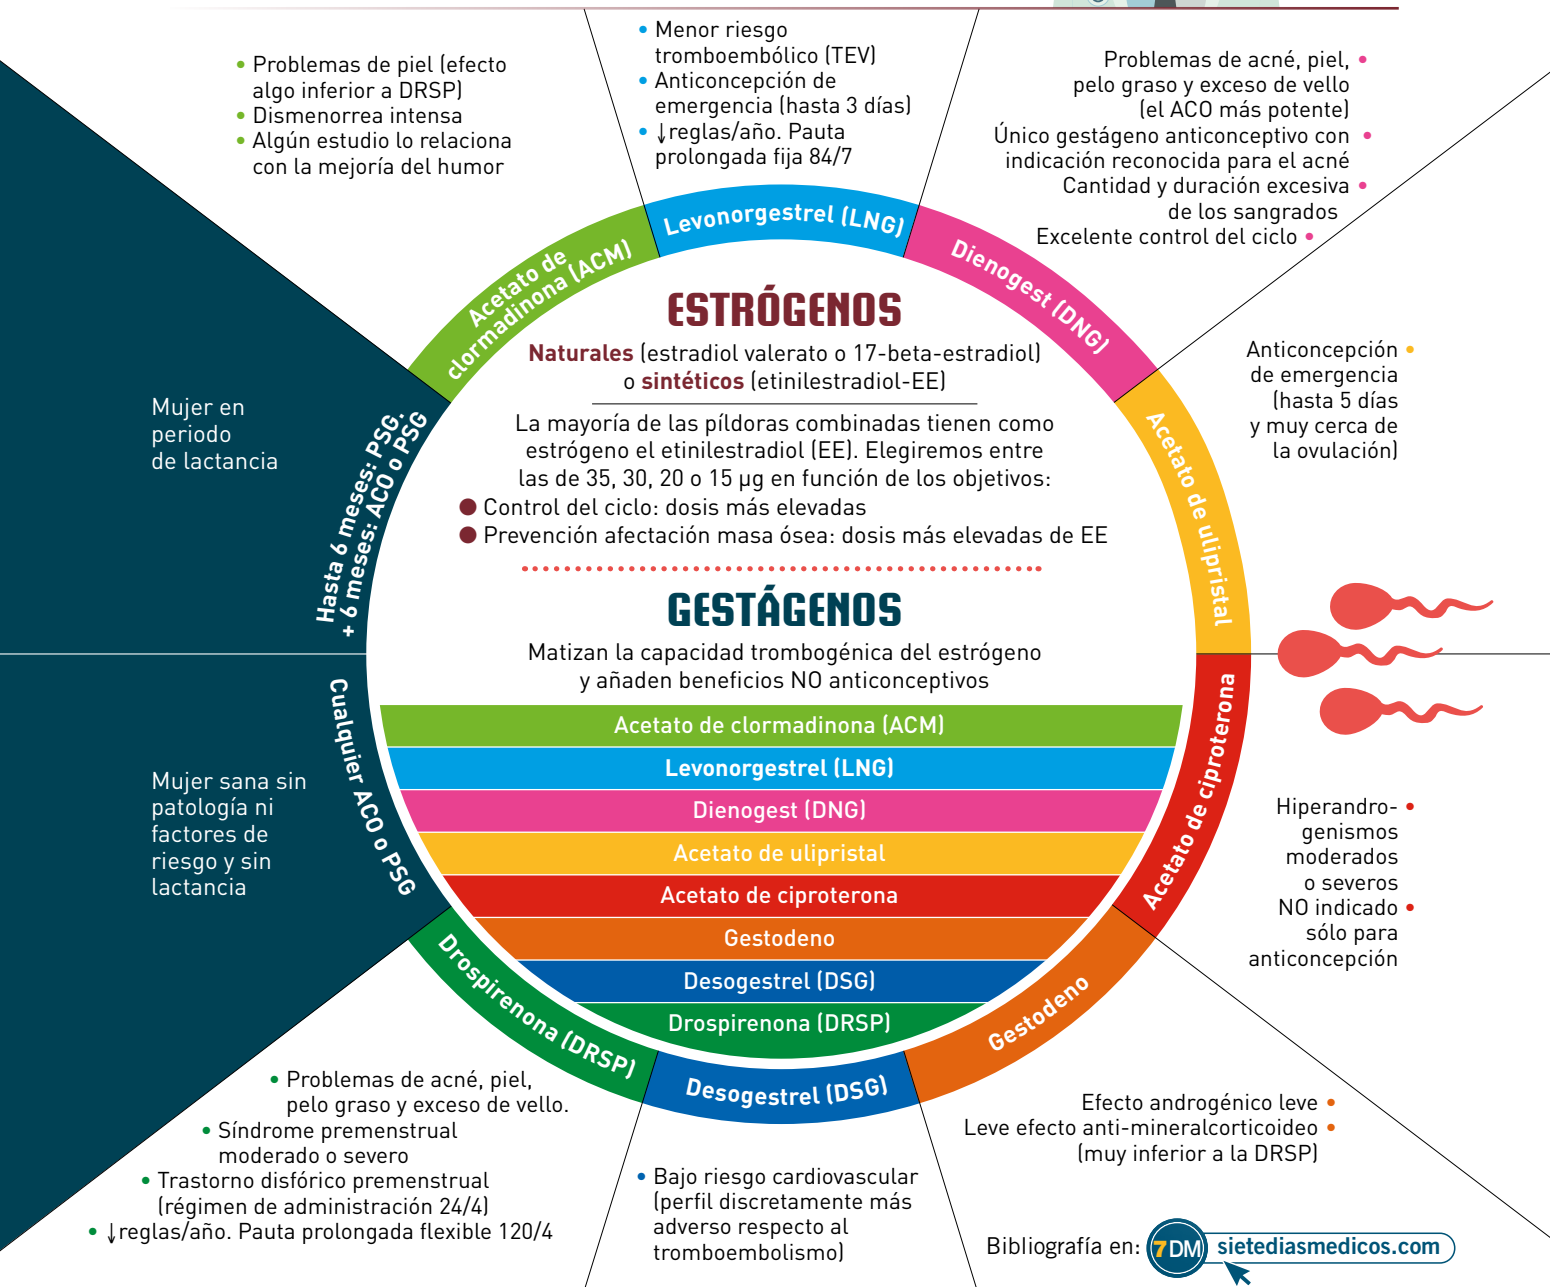 • Problemas de piel (efecto
algo inferior a DRSP)
• Dismenorrea intensa
• Algún estudio lo relaciona
con la mejoría del humor
• Menor riesgo
tromboembólico (TEV)
• Anticoncepción de
emergencia (hasta 3 días)
• ↓reglas/año. Pauta
prolongada fija 84/7
Problemas de acné, piel, •
pelo graso y exceso de vello
(el ACO más potente)
Único gestágeno anticonceptivo con •
indicación reconocida para el acné
Cantidad y duración excesiva •
de los sangrados
Excelente control del ciclo •
Acetato de
clormadinona (ACM)
Levonorgestrel (LNG)
Dienogest (DNG)
Acetato de ulipristal
Anticoncepción •
de emergencia
(hasta 5 días
y muy cerca de
la ovulación)
Mujer en
periodo
de lactancia
Hasta 6 meses: PSG.
+ 6 meses: ACO o PSG
ESTRÓGENOS
Naturales (estradiol valerato o 17-beta-estradiol)
o sintéticos (etinilestradiol-EE)
La mayoría de las píldoras combinadas tienen como
estrógeno el etinilestradiol (EE). Elegiremos entre
las de 35, 30, 20 o 15 µg en función de los objetivos:
● Control del ciclo: dosis más elevadas
● Prevención afectación masa ósea: dosis más elevadas de EE
GESTÁGENOS
Matizan la capacidad trombogénica del estrógeno
y añaden beneficios NO anticonceptivos
Acetato de clormadinona (ACM)
Levonorgestrel (LNG)
Dienogest (DNG)
Acetato de ulipristal
Acetato de ciproterona
Gestodeno
Desogestrel (DSG)
Drospirenona (DRSP)
Mujer sana sin
patología ni
factores de
riesgo y sin
lactancia
Cualquier ACO o PSG
Acetato de ciproterona
Hiperandro- •
genismos
moderados
o severos
NO indicado •
sólo para
anticoncepción
Drospirenona (DRSP)
Desogestrel (DSG)
Gestodeno
• Problemas de acné, piel,
pelo graso y exceso de vello.
• Síndrome premenstrual
moderado o severo
• Trastorno disfórico premenstrual
(régimen de administración 24/4)
• ↓reglas/año. Pauta prolongada flexible 120/4
• Bajo riesgo cardiovascular
(perfil discretamente más
adverso respecto al
tromboembolismo)
Efecto androgénico leve •
Leve efecto anti-mineralcorticoideo •
(muy inferior a la DRSP)
Bibliografía en: 7DM sietediasmedicos.com